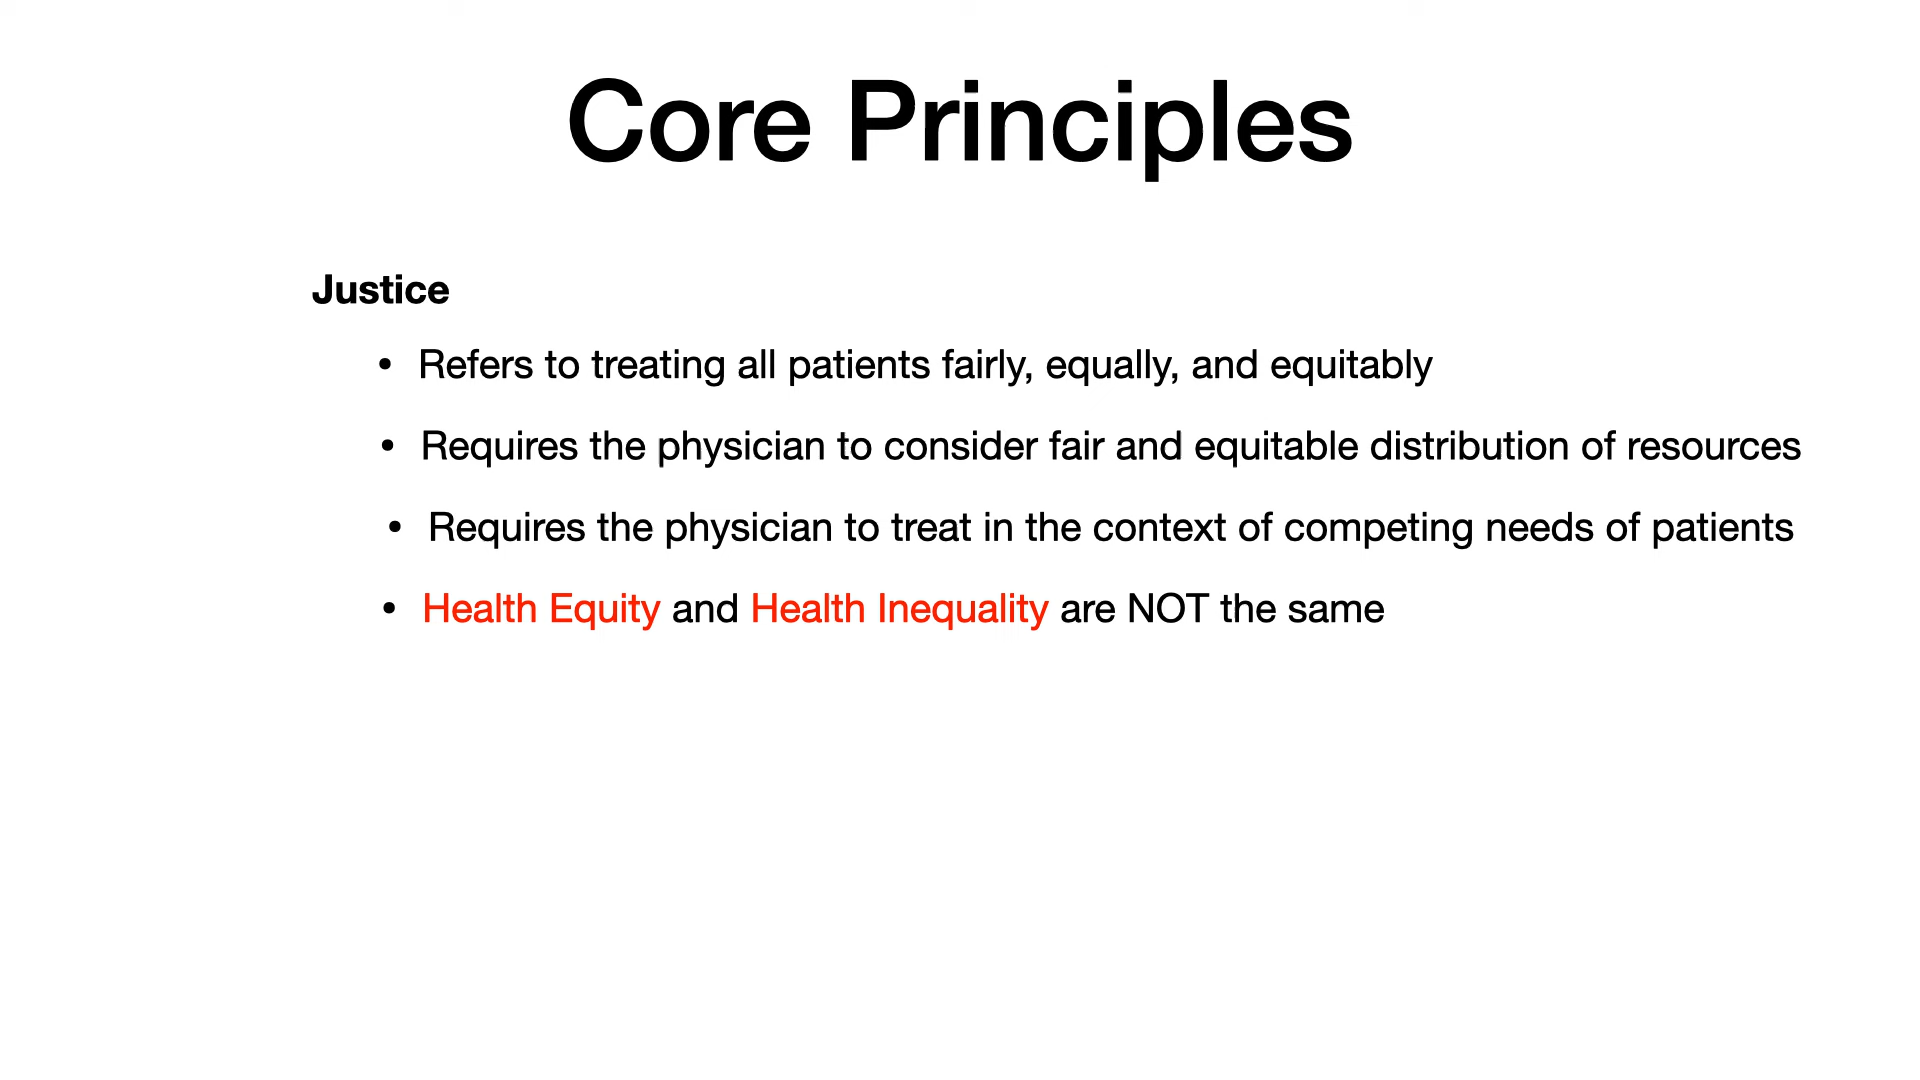 Core Principles
Justice
• Refers to treating all patients fairly, equally, and equitably
• Requires the physician to consider fair and equitable distribution of resources
• Requires the physician to treat in the context of competing needs of patients
• Health Equity and Health Inequality are NOT the same